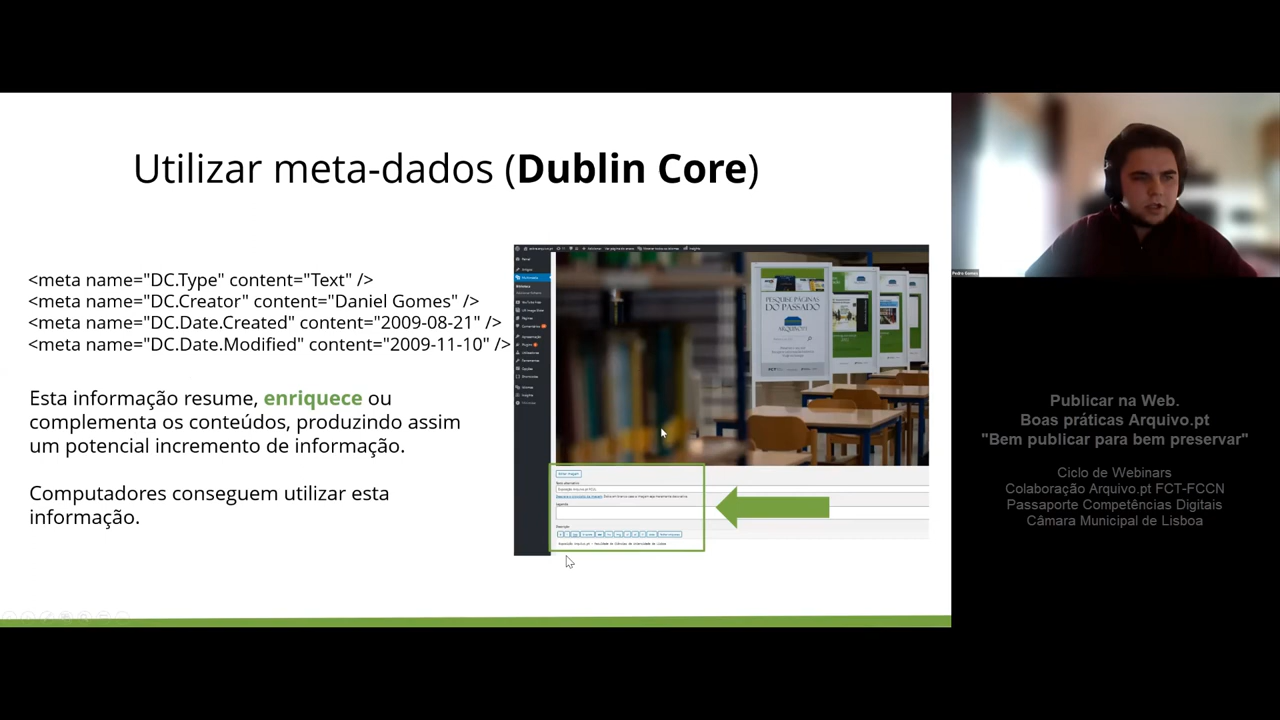 Utilizar meta-dados (Dublin Core)
<meta name="DC.Type" content="Text" />
<meta name="DC.Creator" content="Daniel Gomes" />
<meta name="DC.Date.Created" content="2009-08-21" />
<meta name="DC.Date.Modified" content="2009-11-10" />
Esta informação resume, enriquece ou
complementa os conteúdos, produzindo assim
um potencial incremento de informação.
Computadores conseguem utilizar esta
informação.
PESQUISE PÁGINAS
DO PASSADO
ARQUIVO.PT
Pedro Gomes
Publicar na Web.
Boas práticas Arquivo.pt
"Bem publicar para bem preservar"
Ciclo de Webinars
Colaboração Arquivo.pt FCT-FCCN
Passaporte Competências Digitais
Câmara Municipal de Lisboa